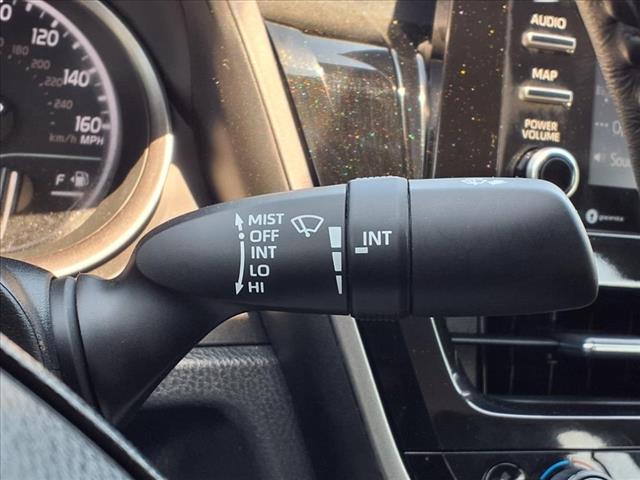 120
140
160
180
200
220
240
km/h MPH
F
AUDIO
MAP
POWER
VOLUME
MIST
OFF
INT
LO
HI
INT